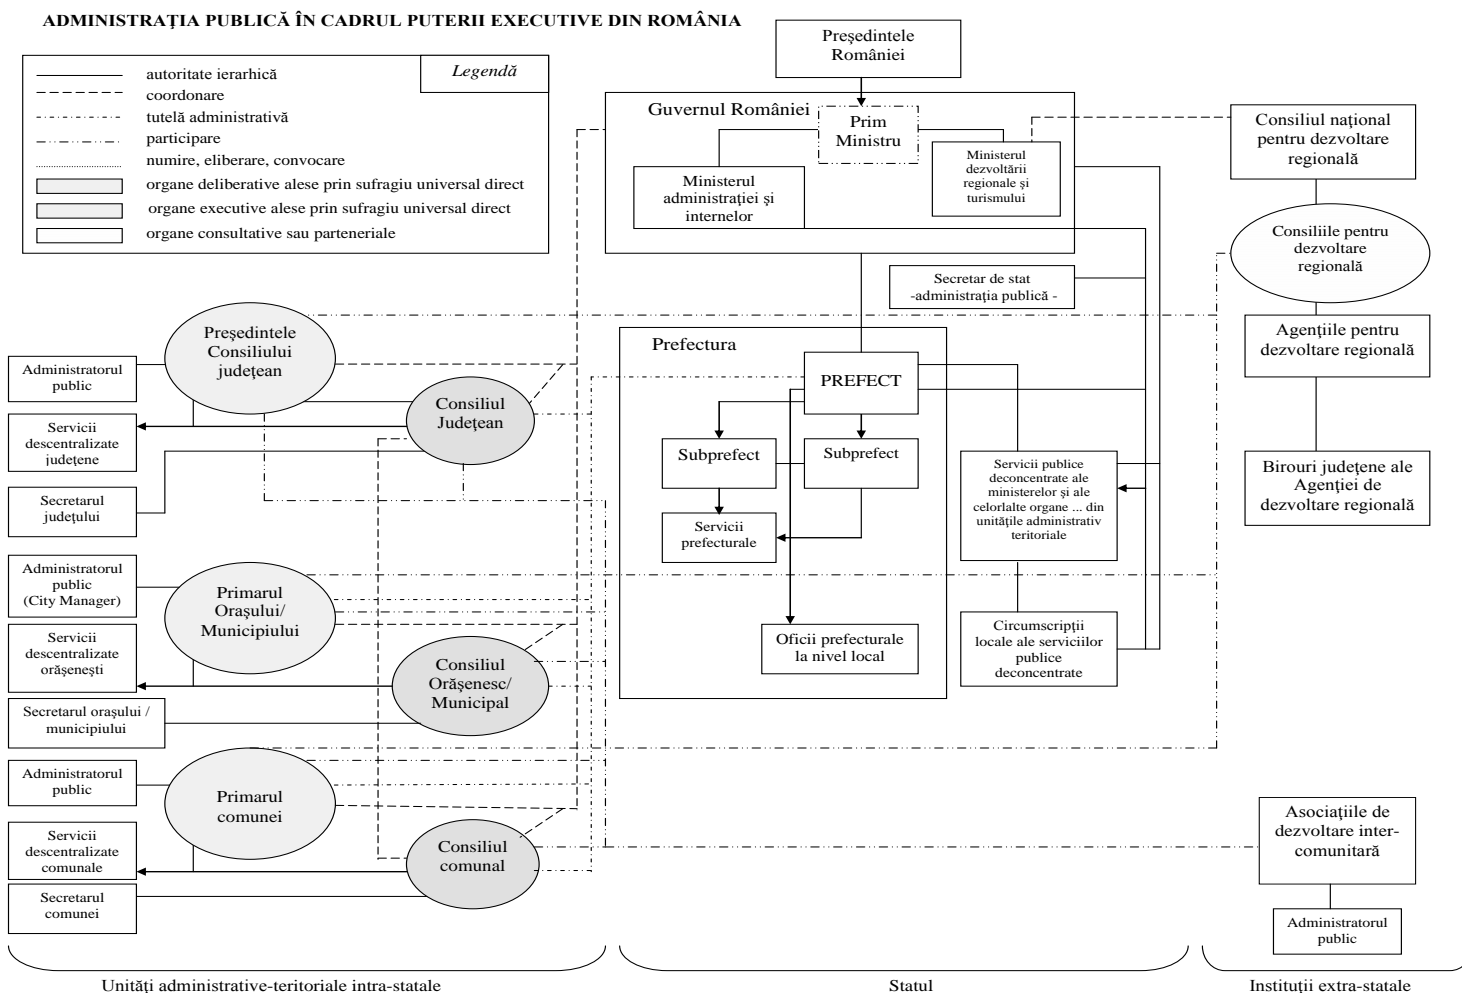 ADMINISTRAŢIA PUBLICĂ ÎN CADRUL PUTERII EXECUTIVE DIN ROMÂNIA
Legendă
autoritate ierarhică
coordonare
tutelă administrativă
participare
numire, eliberare, convocare
organe deliberative alese prin sufragiu universal direct
organe executive alese prin sufragiu universal direct
organe consultative sau parteneriale
Preşedintele
României
Guvernul României
Prim
Ministru
Ministerul
administraţiei şi
internelor
Ministerul
dezvoltării
regionale şi
turismului
Consiliul naţional
pentru dezvoltare
regională
Consiliile pentru
dezvoltare
regională
Agenţiile pentru
dezvoltare regională
Birouri judeţene ale
Agenţiei de
dezvoltare regională
Secretar de stat
-administraţia publică -
Prefectura
PREFECT
Subprefect
Subprefect
Servicii
prefecturale
Oficii prefecturale
la nivel local
Servicii publice
deconcentrate ale
ministerelor şi ale
celorlalte organe ... din
unităţile administrativ
teritoriale
Circumscripţii
locale ale serviciilor
publice
deconcentrate
Preşedintele
Consiliului
judeţean
Administratorul
public
Consiliul
Judeţean
Servicii
descentralizate
judeţene
Secretarul
judeţului
Administratorul
public
(City Manager)
Primarul
Oraşului/
Municipiului
Servicii
descentralizate
orăşeneşti
Consiliul
Orăşenesc/
Municipal
Secretarul oraşului /
municipiului
Administratorul
public
Primarul
comunei
Servicii
descentralizate
comunale
Consiliul
comunal
Secretarul
comunei
Asociaţiile de
dezvoltare inter-
comunitară
Administratorul
public
Unităţi administrative-teritoriale intra-statale
Statul
Instituţii extra-statale